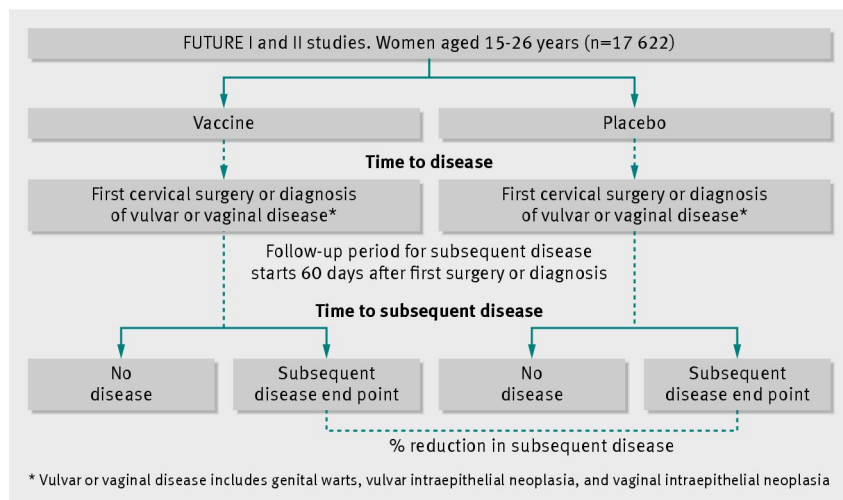 FUTURE I and II studies. Women aged 15-26 years (n=17 622)
Vaccine
Placebo
Time to disease
First cervical surgery or diagnosis
of vulvar or vaginal disease*
First cervical surgery or diagnosis
of vulvar or vaginal disease*
Follow-up period for subsequent disease
starts 60 days after first surgery or diagnosis
Time to subsequent disease
No
disease
Subsequent
disease end point
No
disease
Subsequent
disease end point
% reduction in subsequent disease
* Vulvar or vaginal disease includes genital warts, vulvar intraepithelial neoplasia, and vaginal intraepithelial neoplasia